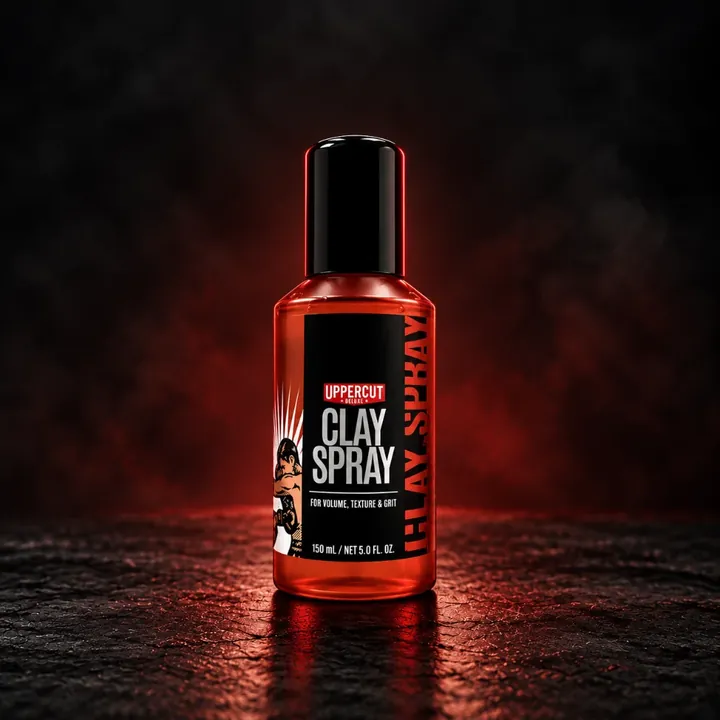 UPPERCUT
DELUXE
CLAY
SPRAY
FOR VOLUME, TEXTURE & GRIT
150 mL / NET 5.0 FL. OZ.
CLAY SPRAY